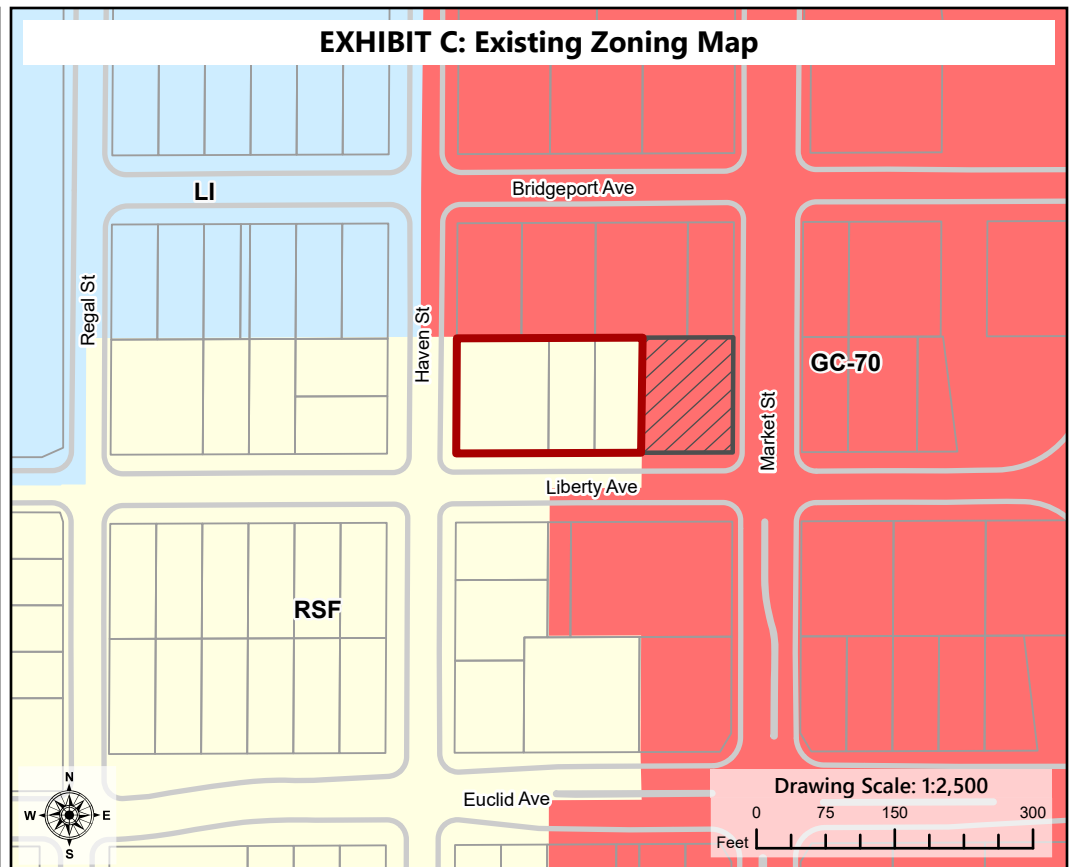 EXHIBIT C: Existing Zoning Map
LI
Bridgeport Ave
Regal St
Haven St
GC-70
Market St
Liberty Ave
RSF
N
W E
S
Euclid Ave
Drawing Scale: 1:2,500
0 75 150 300
Feet